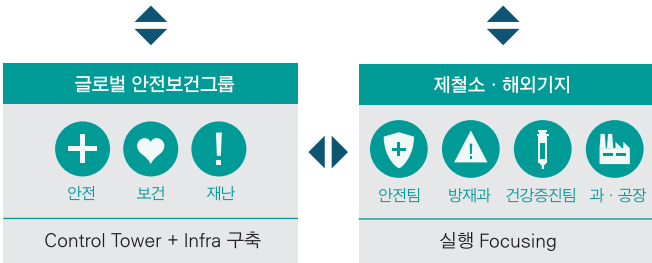 글로벌 안전보건그룹
안전 보건 재난
Control Tower + Infra 구축
제철소 · 해외기지
안전팀 방재과 건강증진팀 과 · 공장
실행 Focusing